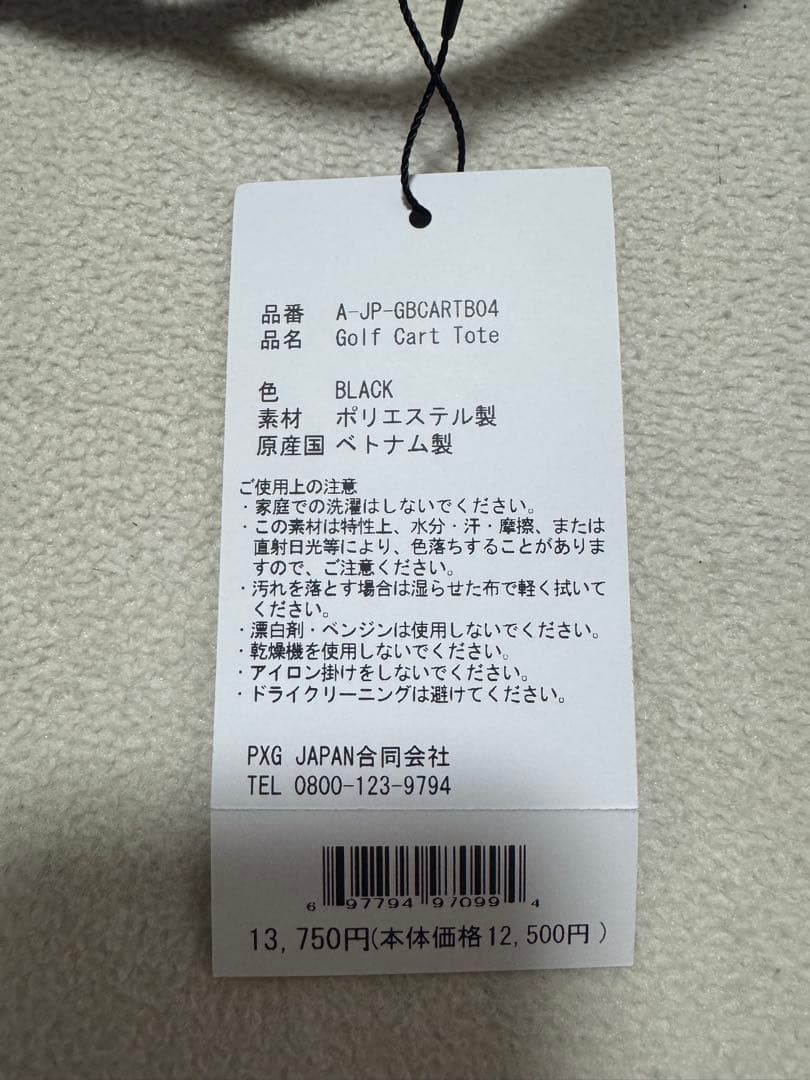 品番 A-JP-GBCARTB04
品名 Golf Cart Tote
色 BLACK
素材 ポリエステル製
原産国 ベトナム製
ご使用上の注意
・家庭での洗濯はしないでください。
・この素材は特性上、水分・汗・摩擦、または
直射日光等により、色落ちすることがありま
すので、ご注意ください。
・汚れを落とす場合は湿らせた布で軽く拭いて
ください。
・漂白剤・ベンジンは使用しないでください。
・乾燥機を使用しないでください。
・アイロン掛けをしないでください。
・ドライクリーニングは避けてください。
PXG JAPAN合同会社
TEL 0800-123-9794
6 97794 97099 4
13,750円(本体価格12,500円 )